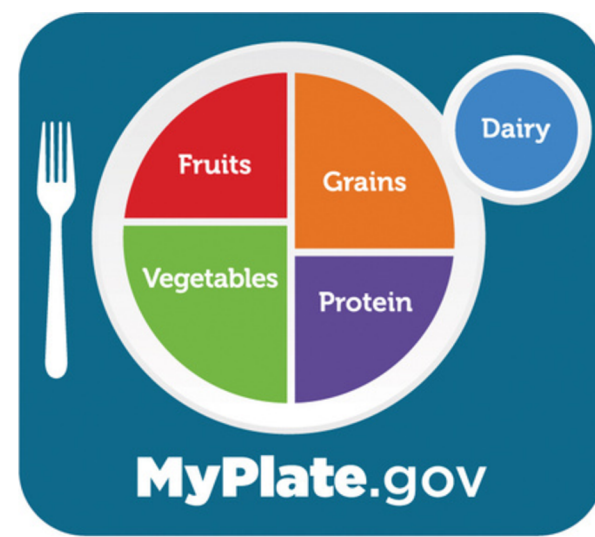 Fruits
Grains
Dairy
Vegetables
Protein
MyPlate.gov